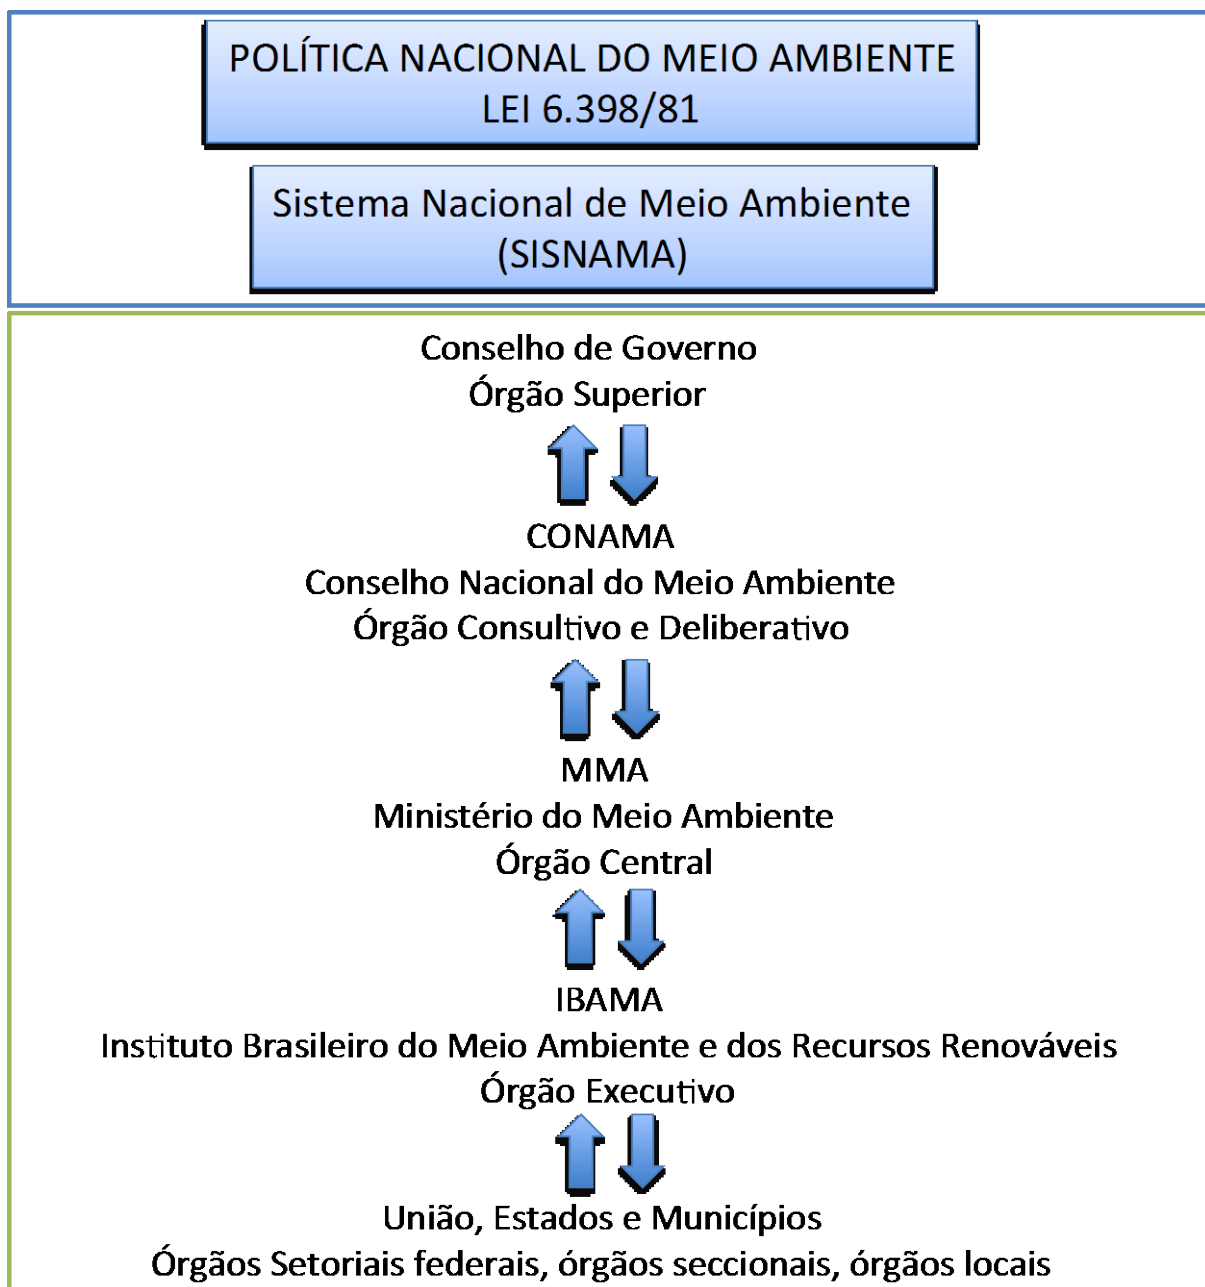 POLÍTICA NACIONAL DO MEIO AMBIENTE
LEI 6.398/81
Sistema Nacional de Meio Ambiente
(SISNAMA)
Conselho de Governo
Órgão Superior
CONAMA
Conselho Nacional do Meio Ambiente
Órgão Consultivo e Deliberativo
MMA
Ministério do Meio Ambiente
Órgão Central
IBAMA
Instituto Brasileiro do Meio Ambiente e dos Recursos Renováveis
Órgão Executivo
União, Estados e Municípios
Órgãos Setoriais federais, órgãos seccionais, órgãos locais